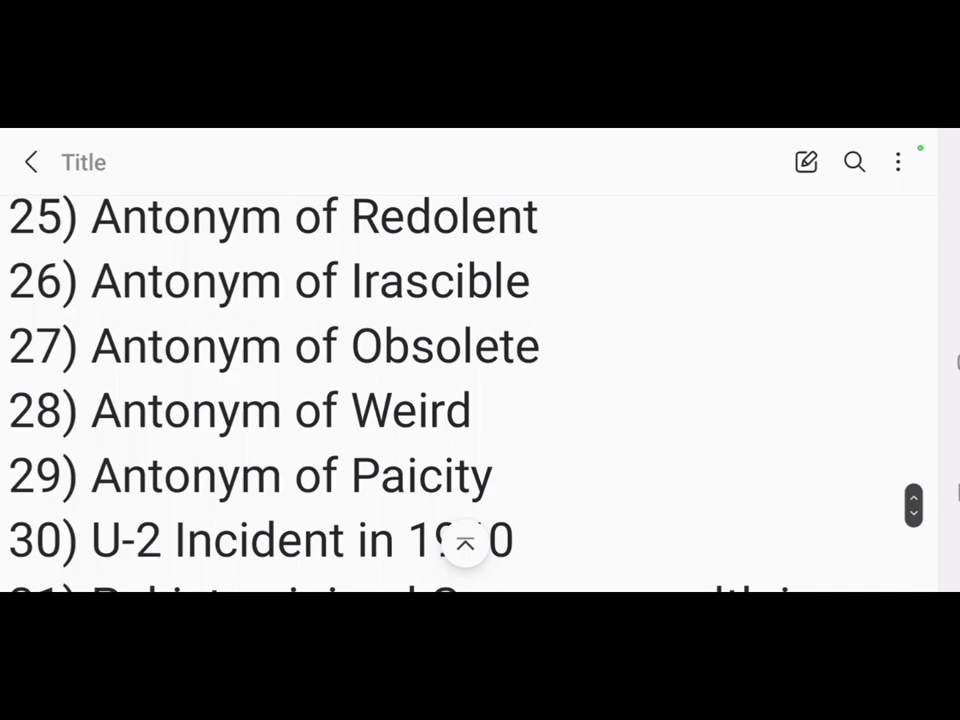 Title
25) Antonym of Redolent
26) Antonym of Irascible
27) Antonym of Obsolete
28) Antonym of Weird
29) Antonym of Paicity
30) U-2 Incident in